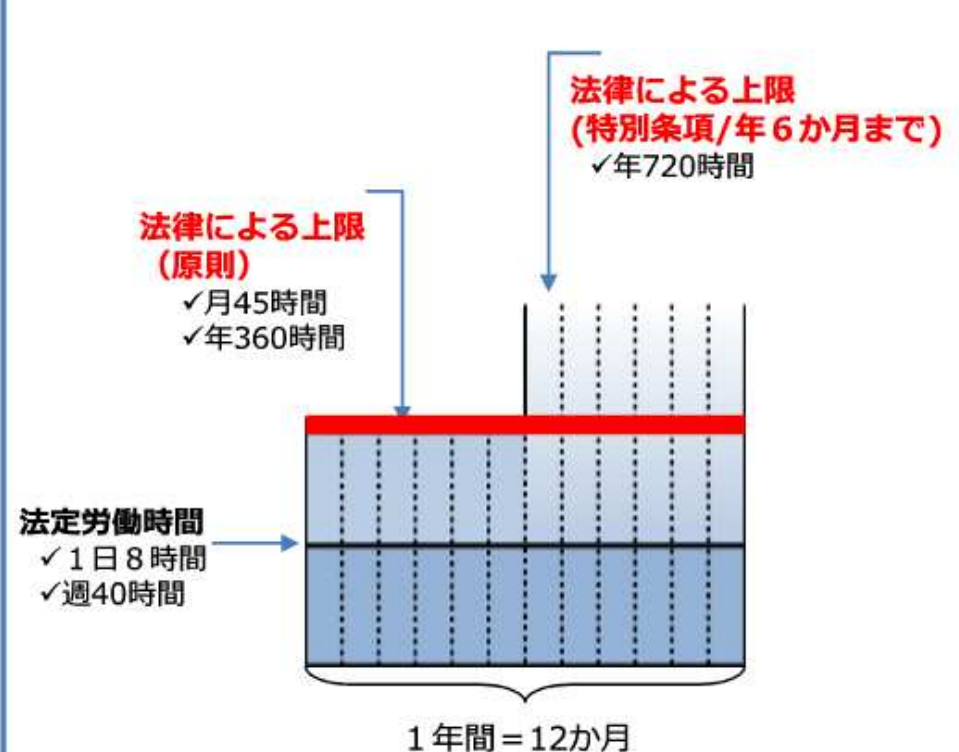 法律による上限
(特別条項/年６か月まで)
✓年720時間
法律による上限
（原則）
✓月45時間
✓年360時間
法定労働時間
✓１日８時間
✓週40時間
１年間＝12か月